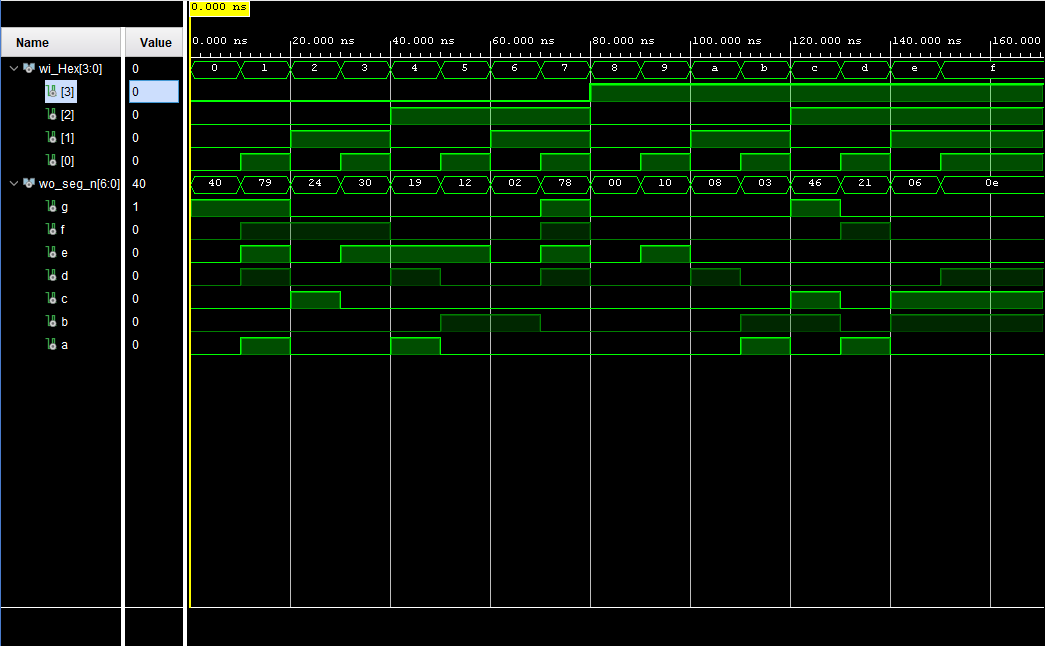 0.000 ns
Name Value
0.000 ns 20.000 ns 40.000 ns 60.000 ns 80.000 ns 100.000 ns 120.000 ns 140.000 ns 160.000
wi_Hex[3:0] 0 0 1 2 3 4 5 6 7 8 9 a b c d e f
[3] 0
[2] 0
[1] 0
[0] 0
wo_seg_n[6:0] 40 40 79 24 30 19 12 02 78 00 10 08 03 46 21 06 0e
g 1
f 0
e 0
d 0
c 0
b 0
a 0